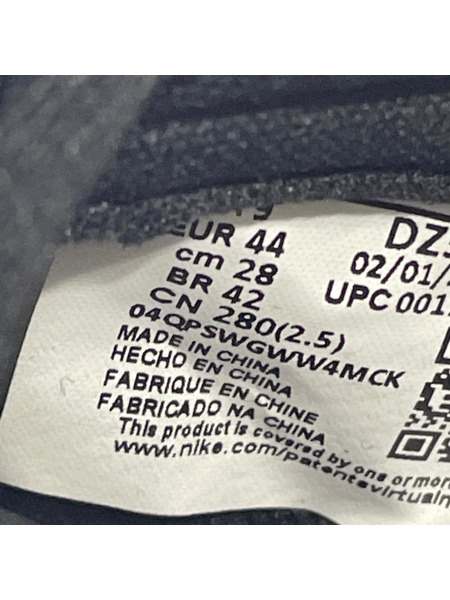 EUR 44
cm 28
BR 42
CN 280(2.5)
04QPSWGWW4MCK
MADE IN CHINA
HECHO EN CHINA
FABRIQUE EN CHINE
FABRICADO NA CHINA
This product is covered by one or more
www.nike.com/patentsvirtual
DZ
02/01/
UPC 001